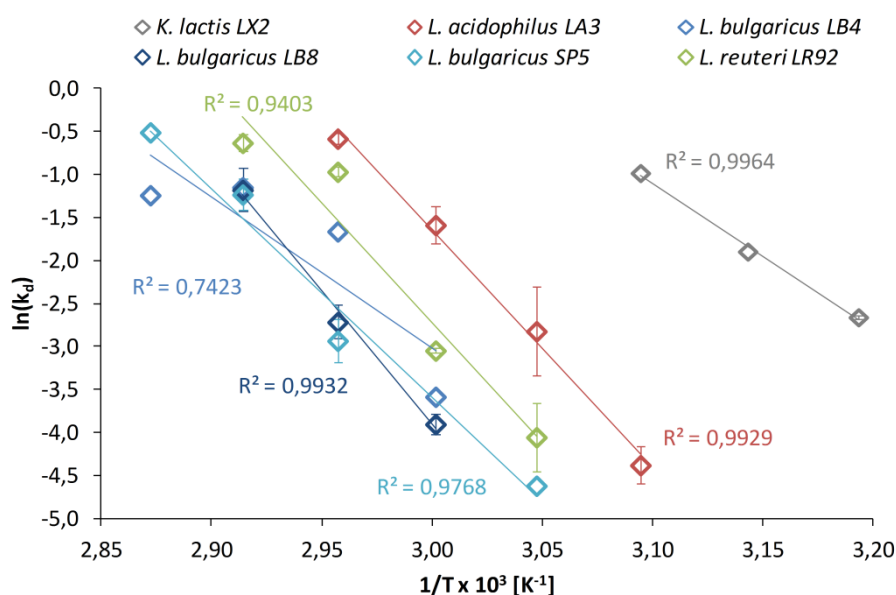 K. lactis LX2 L. acidophilus LA3 L. bulgaricus LB4
L. bulgaricus LB8 L. bulgaricus SP5 L. reuteri LR92
0,0
-0,5
-1,0
-1,5
-2,0
-2,5
-3,0
-3,5
-4,0
-4,5
-5,0
ln(k_d)
R² = 0,9403
R² = 0,9964
R² = 0,7423
R² = 0,9932
R² = 0,9929
R² = 0,9768
2,85 2,90 2,95 3,00 3,05 3,10 3,15 3,20
1/T x 10³ [K⁻¹]